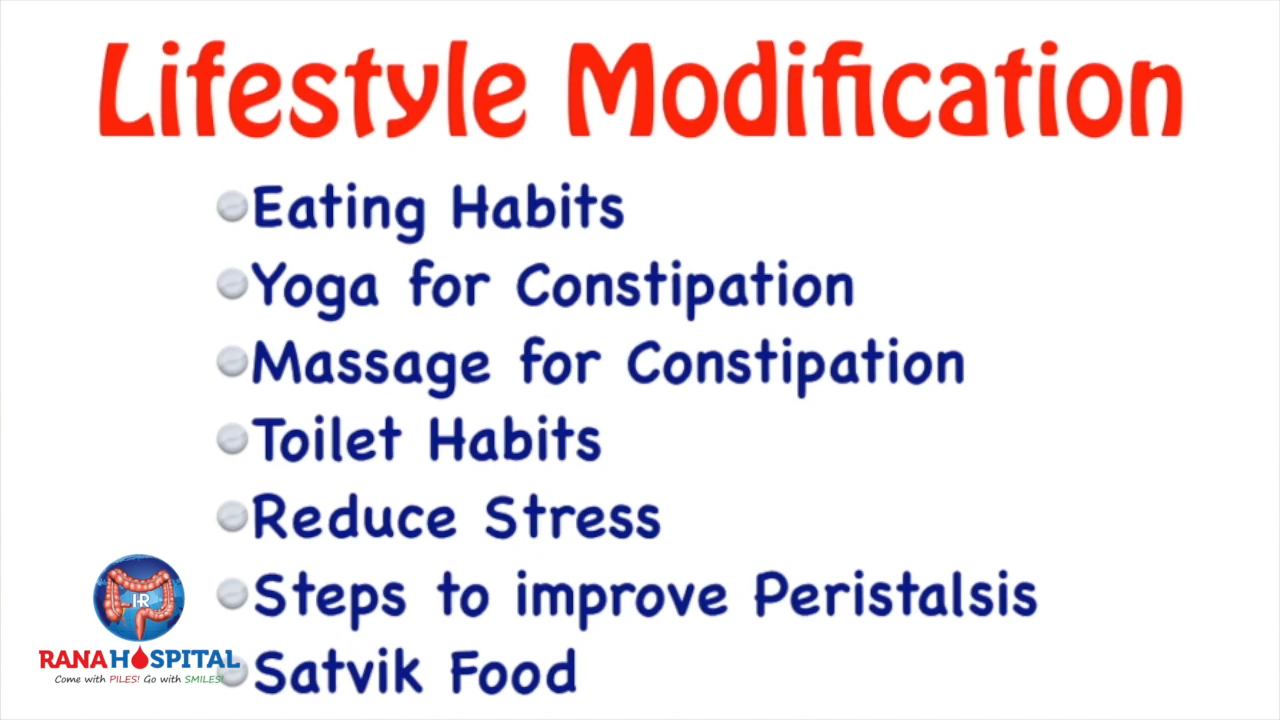 Lifestyle Modification
Eating Habits
Yoga for Constipation
Massage for Constipation
Toilet Habits
Reduce Stress
Steps to improve Peristalsis
Satvik Food
I-R
RANA HOSPITAL
Come with PILES! Go with SMILES!